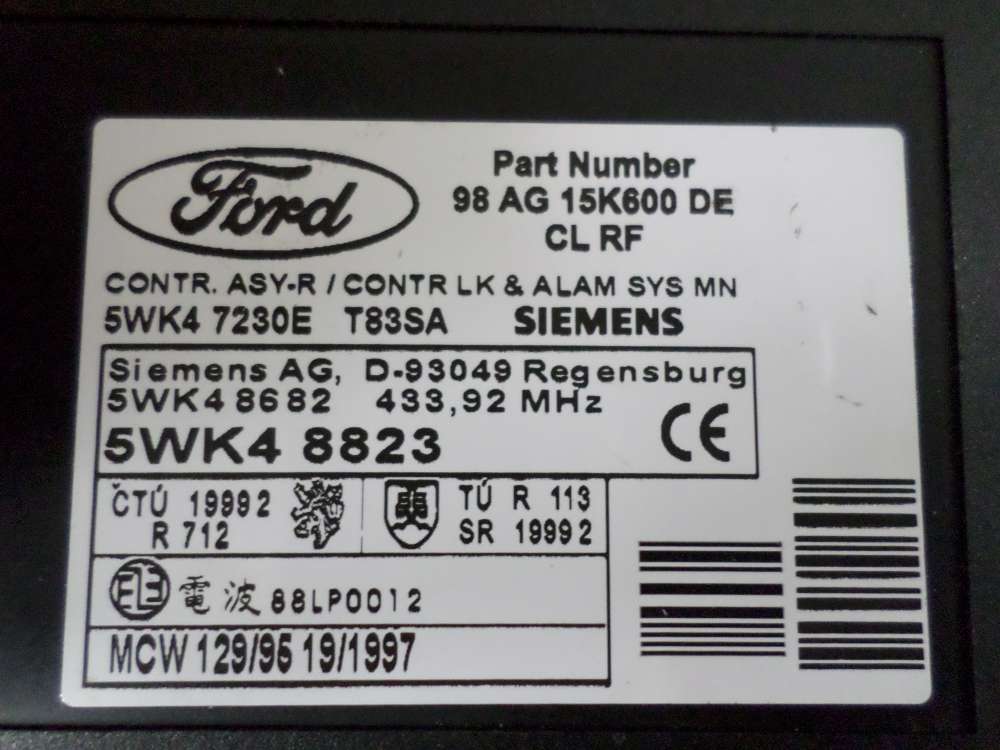 Ford
Part Number
98 AG 15K600 DE
CL RF
CONTR. ASY-R / CONTR LK & ALAM SYS MN
5WK4 7230E T83SA SIEMENS
Siemens AG, D-93049 Regensburg
5WK4 8682 433,92 MHz
5WK4 8823 CE
ČTÚ 1999 2
R 712
TÚ R 113
SR 1999 2
電波 88LP0012
MCW 129/95 19/1997